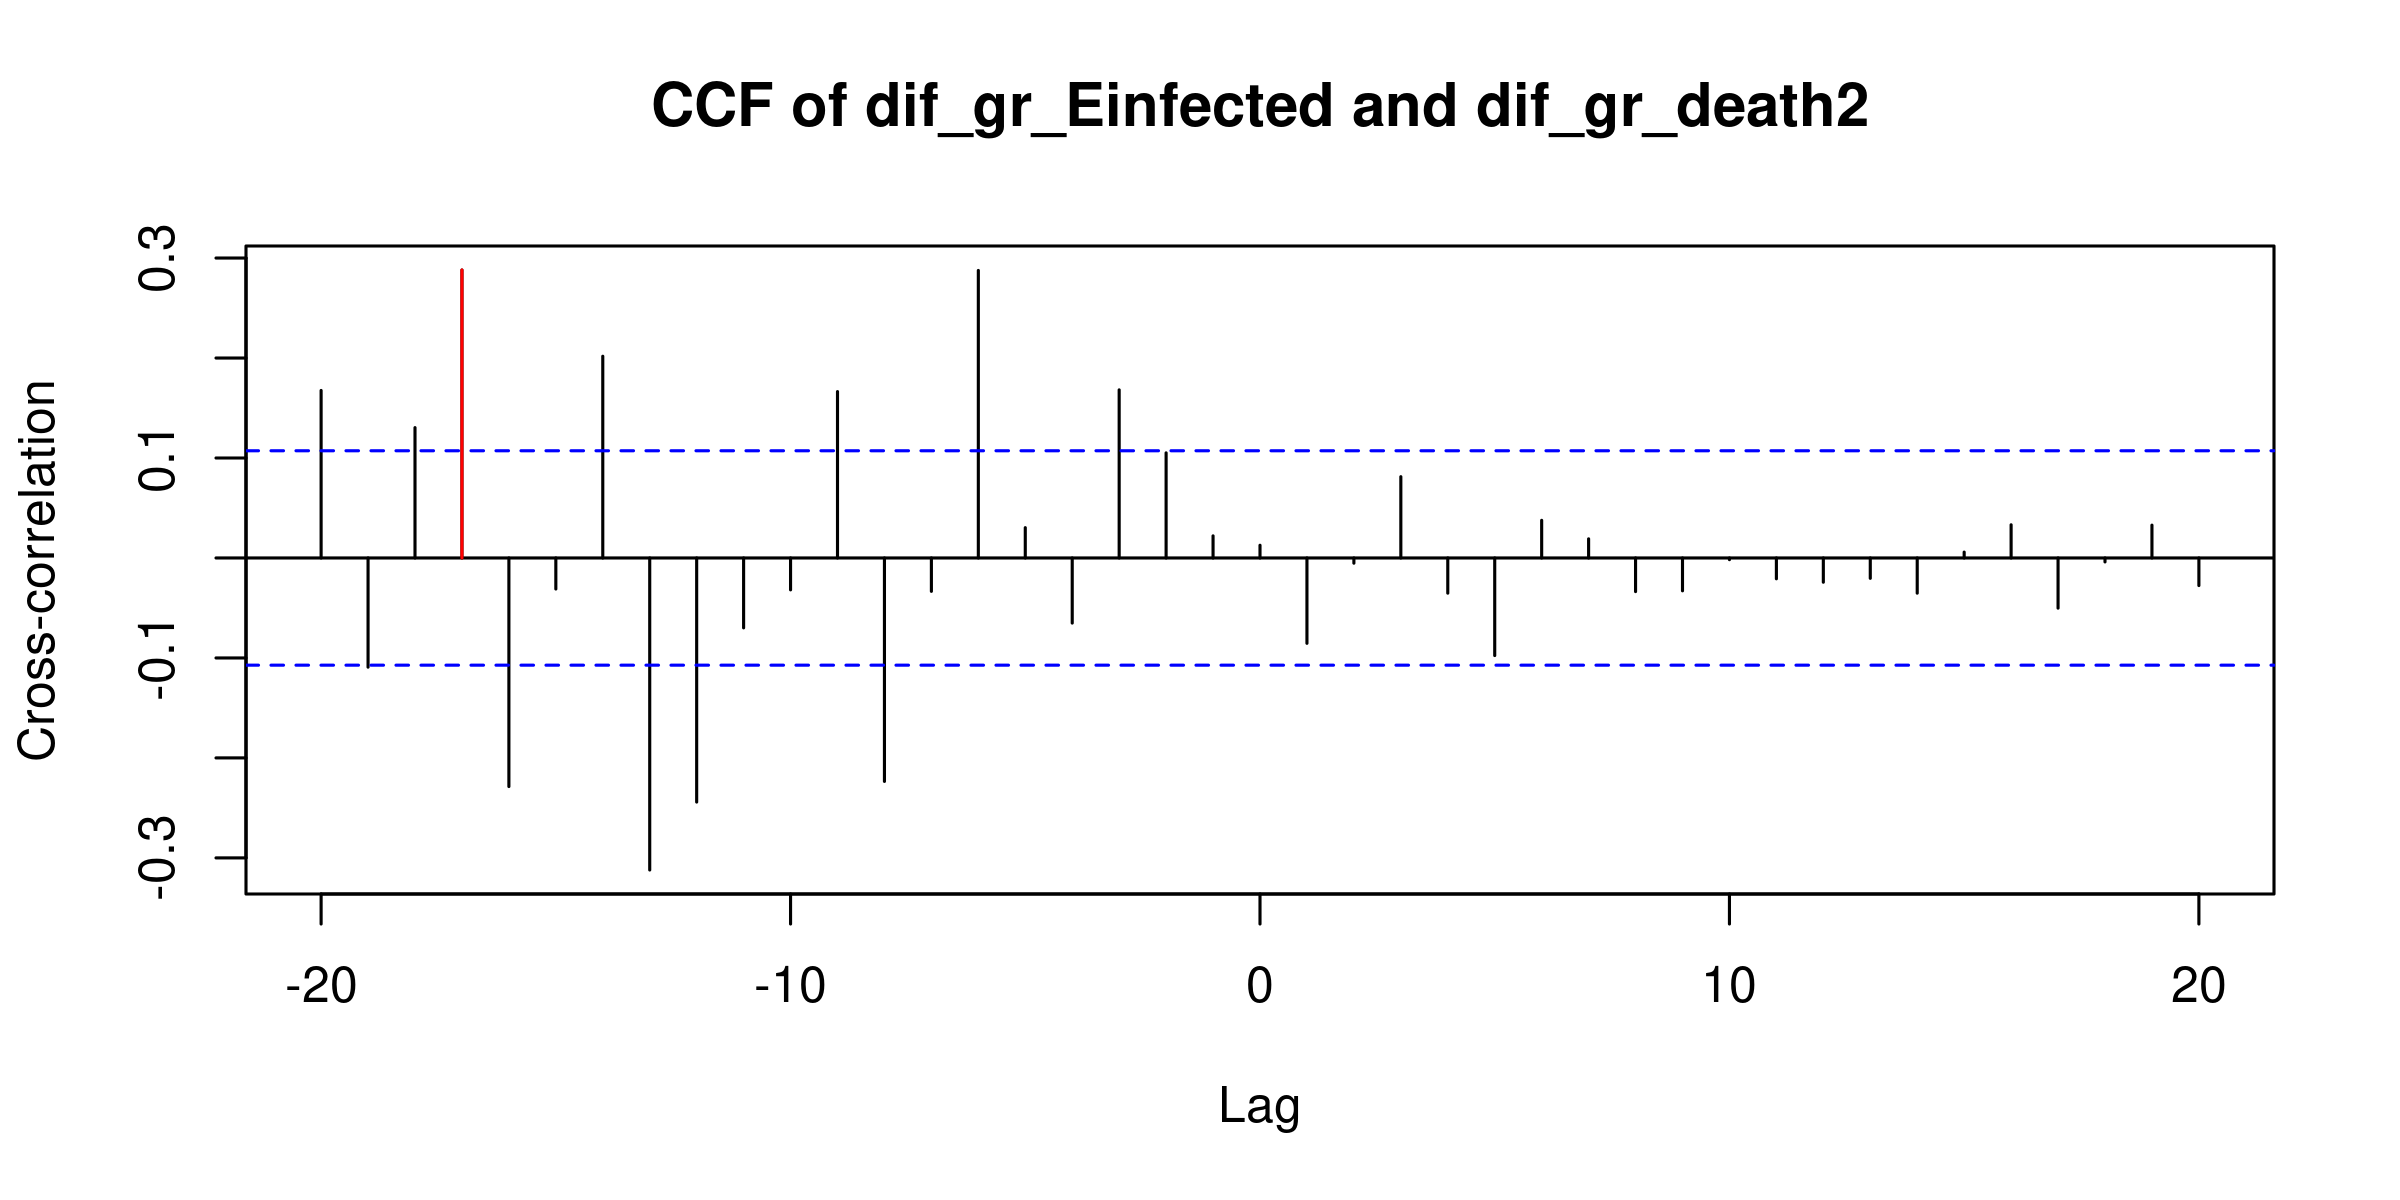 CCF of dif_gr_Einfected and dif_gr_death2
Cross-correlation
0.3
0.1
-0.1
-0.3
-20 -10 0 10 20
Lag